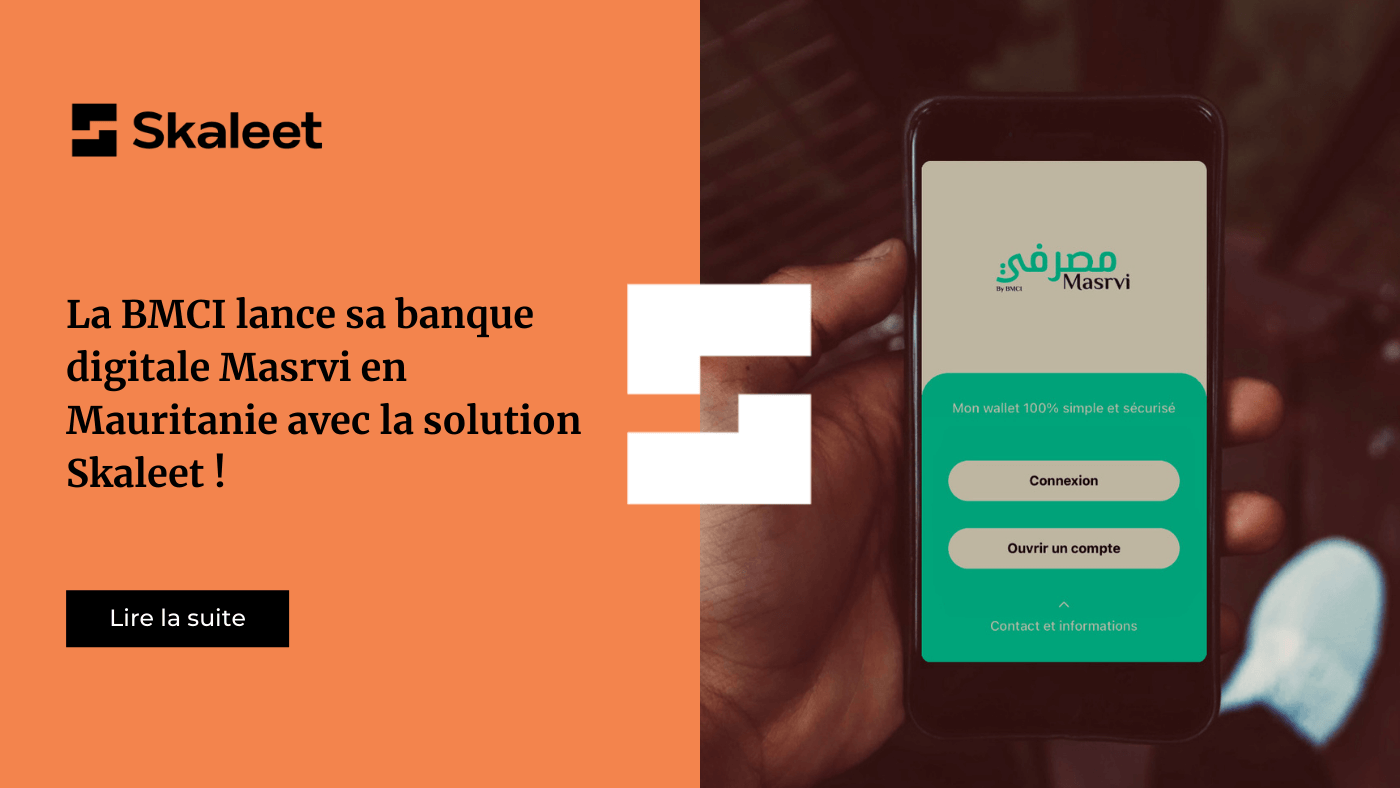 Skaleet
La BMCI lance sa banque
digitale Masrvi en
Mauritanie avec la solution
Skaleet !
Lire la suite
مصرفي
Masrvi
By BMCI
Mon wallet 100% simple et sécurisé
Connexion
Ouvrir un compte
Contact et informations